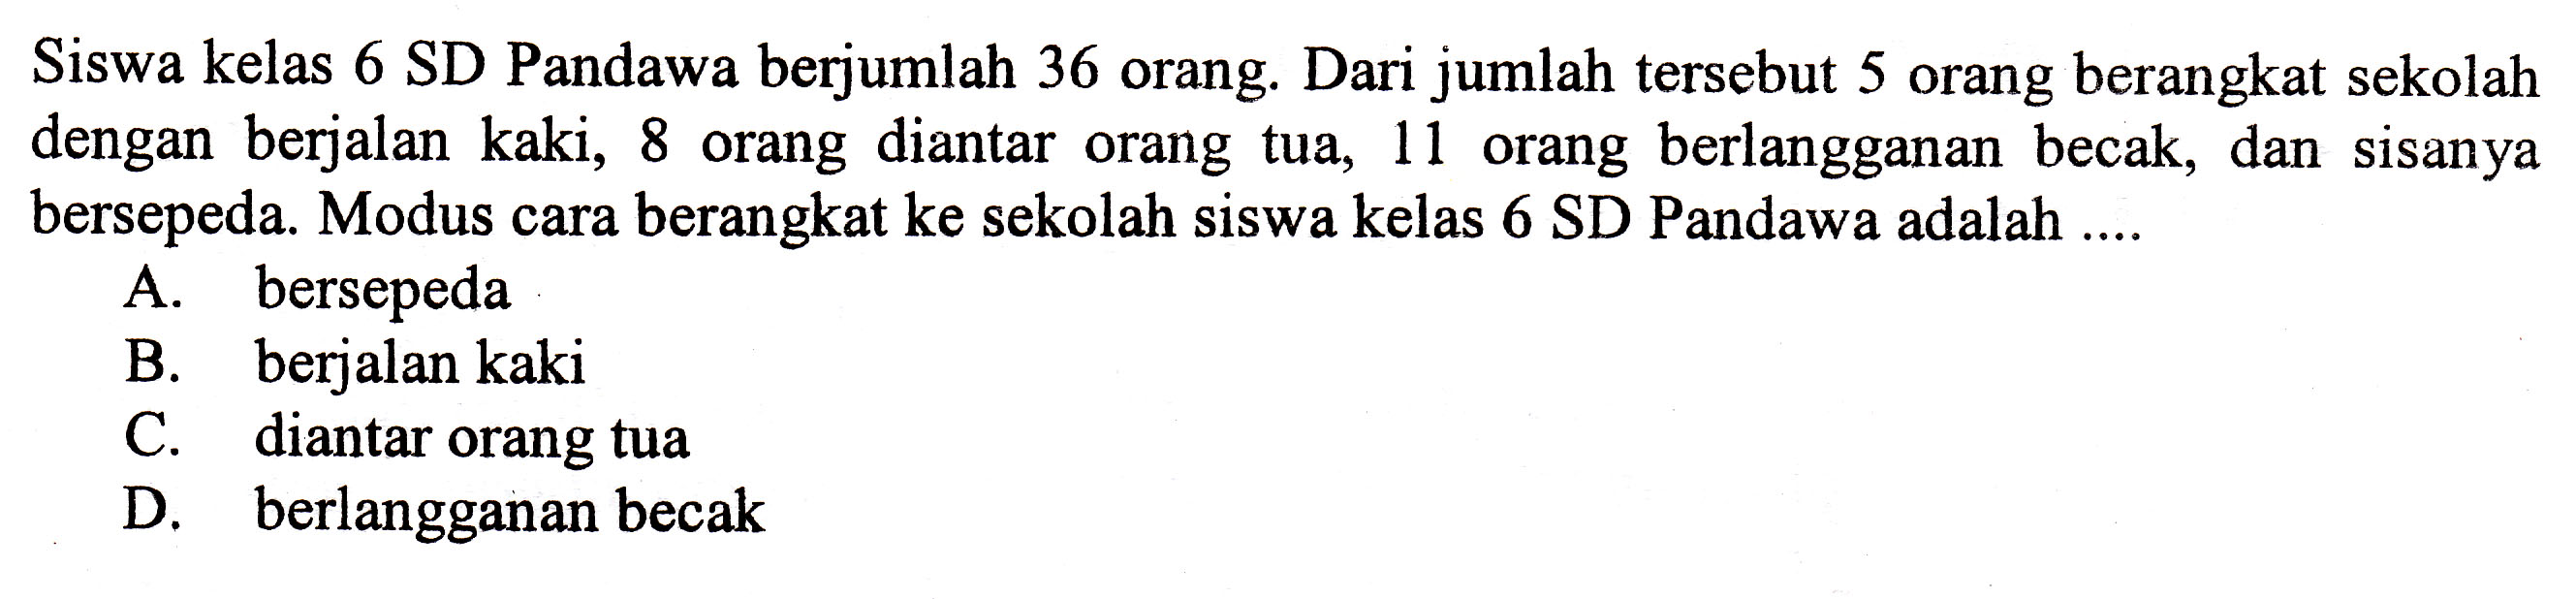 Siswa kelas 6 SD Pandawa berjumlah 36 orang. Dari jumlah tersebut 5 orang berangkat sekolah
dengan berjalan kaki, 8 orang diantar orang tua, 11 orang berlangganan becak, dan sisanya
bersepeda. Modus cara berangkat ke sekolah siswa kelas 6 SD Pandawa adalah ....
A. bersepeda
B. berjalan kaki
C. diantar orang tua
D. berlangganan becak